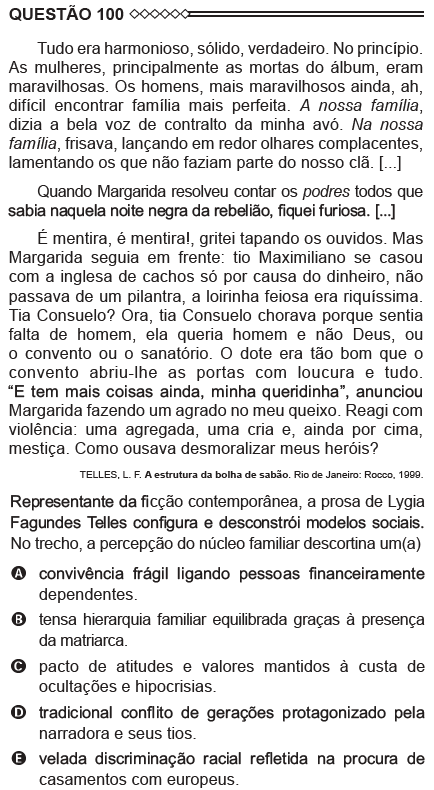 QUESTÃO 100
Tudo era harmonioso, sólido, verdadeiro. No princípio.
As mulheres, principalmente as mortas do álbum, eram
maravilhosas. Os homens, mais maravilhosos ainda, ah,
difícil encontrar família mais perfeita. A nossa família,
dizia a bela voz de contralto da minha avó. Na nossa
família, frisava, lançando em redor olhares complacentes,
lamentando os que não faziam parte do nosso clã. [...]
Quando Margarida resolveu contar os podres todos que
sabia naquela noite negra da rebelião, fiquei furiosa. [...]
É mentira, é mentira!, gritei tapando os ouvidos. Mas
Margarida seguia em frente: tio Maximiliano se casou
com a inglesa de cachos só por causa do dinheiro, não
passava de um pilantra, a loirinha feiosa era riquíssima.
Tia Consuelo? Ora, tia Consuelo chorava porque sentia
falta de homem, ela queria homem e não Deus, ou
o convento ou o sanatório. O dote era tão bom que o
convento abriu-lhe as portas com loucura e tudo.
“E tem mais coisas ainda, minha queridinha”, anunciou
Margarida fazendo um agrado no meu queixo. Reagi com
violência: uma agregada, uma cria e, ainda por cima,
mestiça. Como ousava desmoralizar meus heróis?
TELLES, L. F. A estrutura da bolha de sabão. Rio de Janeiro: Rocco, 1999.
Representante da ficção contemporânea, a prosa de Lygia
Fagundes Telles configura e desconstrói modelos sociais.
No trecho, a percepção do núcleo familiar descortina um(a)
A convivência frágil ligando pessoas financeiramente
dependentes.
B tensa hierarquia familiar equilibrada graças à presença
da matriarca.
C pacto de atitudes e valores mantidos à custa de
ocultações e hipocrisias.
D tradicional conflito de gerações protagonizado pela
narradora e seus tios.
E velada discriminação racial refletida na procura de
casamentos com europeus.